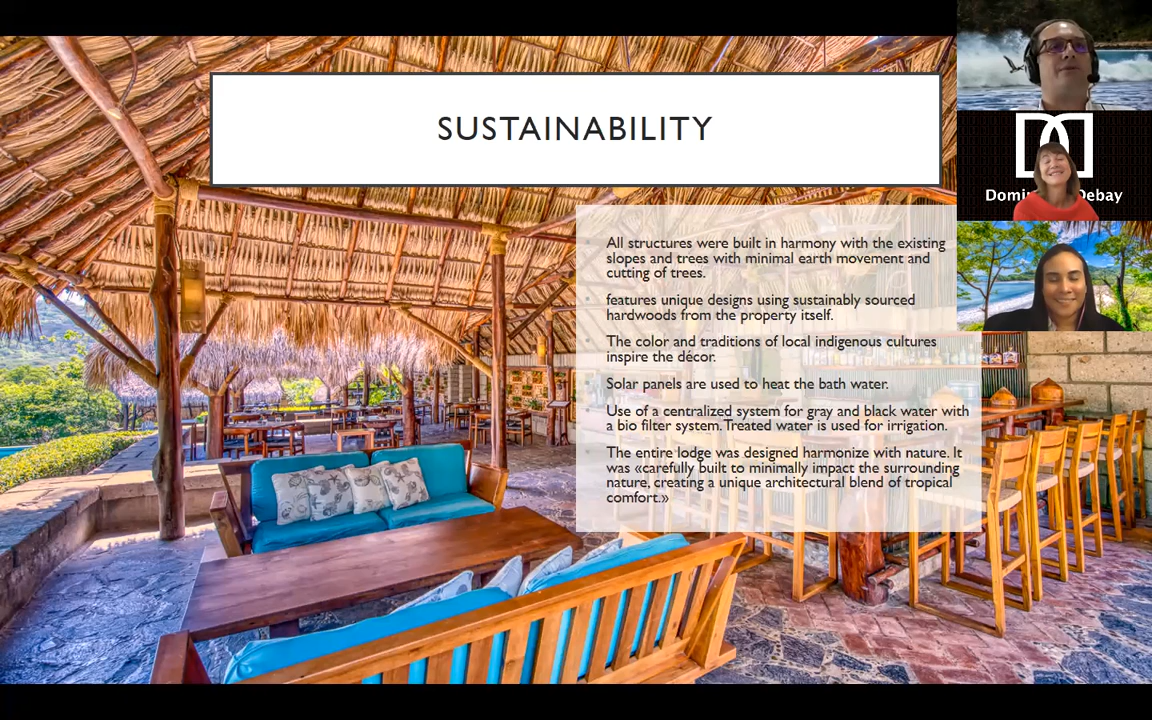 SUSTAINABILITY
All structures were built in harmony with the existing
slopes and trees with minimal earth movement and
cutting of trees.
features unique designs using sustainably sourced
hardwoods from the property itself.
The color and traditions of local indigenous cultures
inspire the décor.
Solar panels are used to heat the bath water.
Use of a centralized system for gray and black water with
a bio filter system. Treated water is used for irrigation.
The entire lodge was designed harmonize with nature. It
was «carefully built to minimally impact the surrounding
nature, creating a unique architectural blend of tropical
comfort.»
Debay